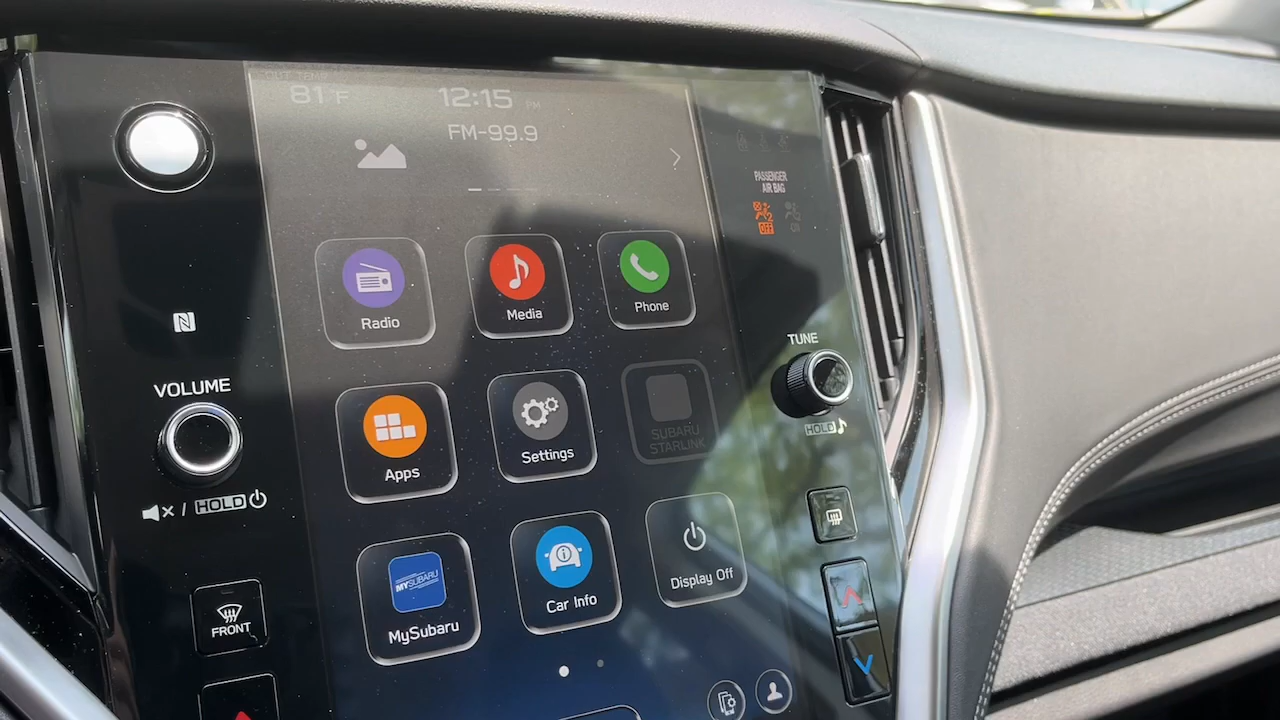 81°F
12:15 PM
FM-99.9
PASSENGER
AIR BAG
2
OFF
Radio
Media
Phone
TUNE
HOLD
VOLUME
Apps
Settings
SUBARU
STARLINK
/ HOLD
MYSUBARU
MySubaru
Car Info
Display Off
FRONT